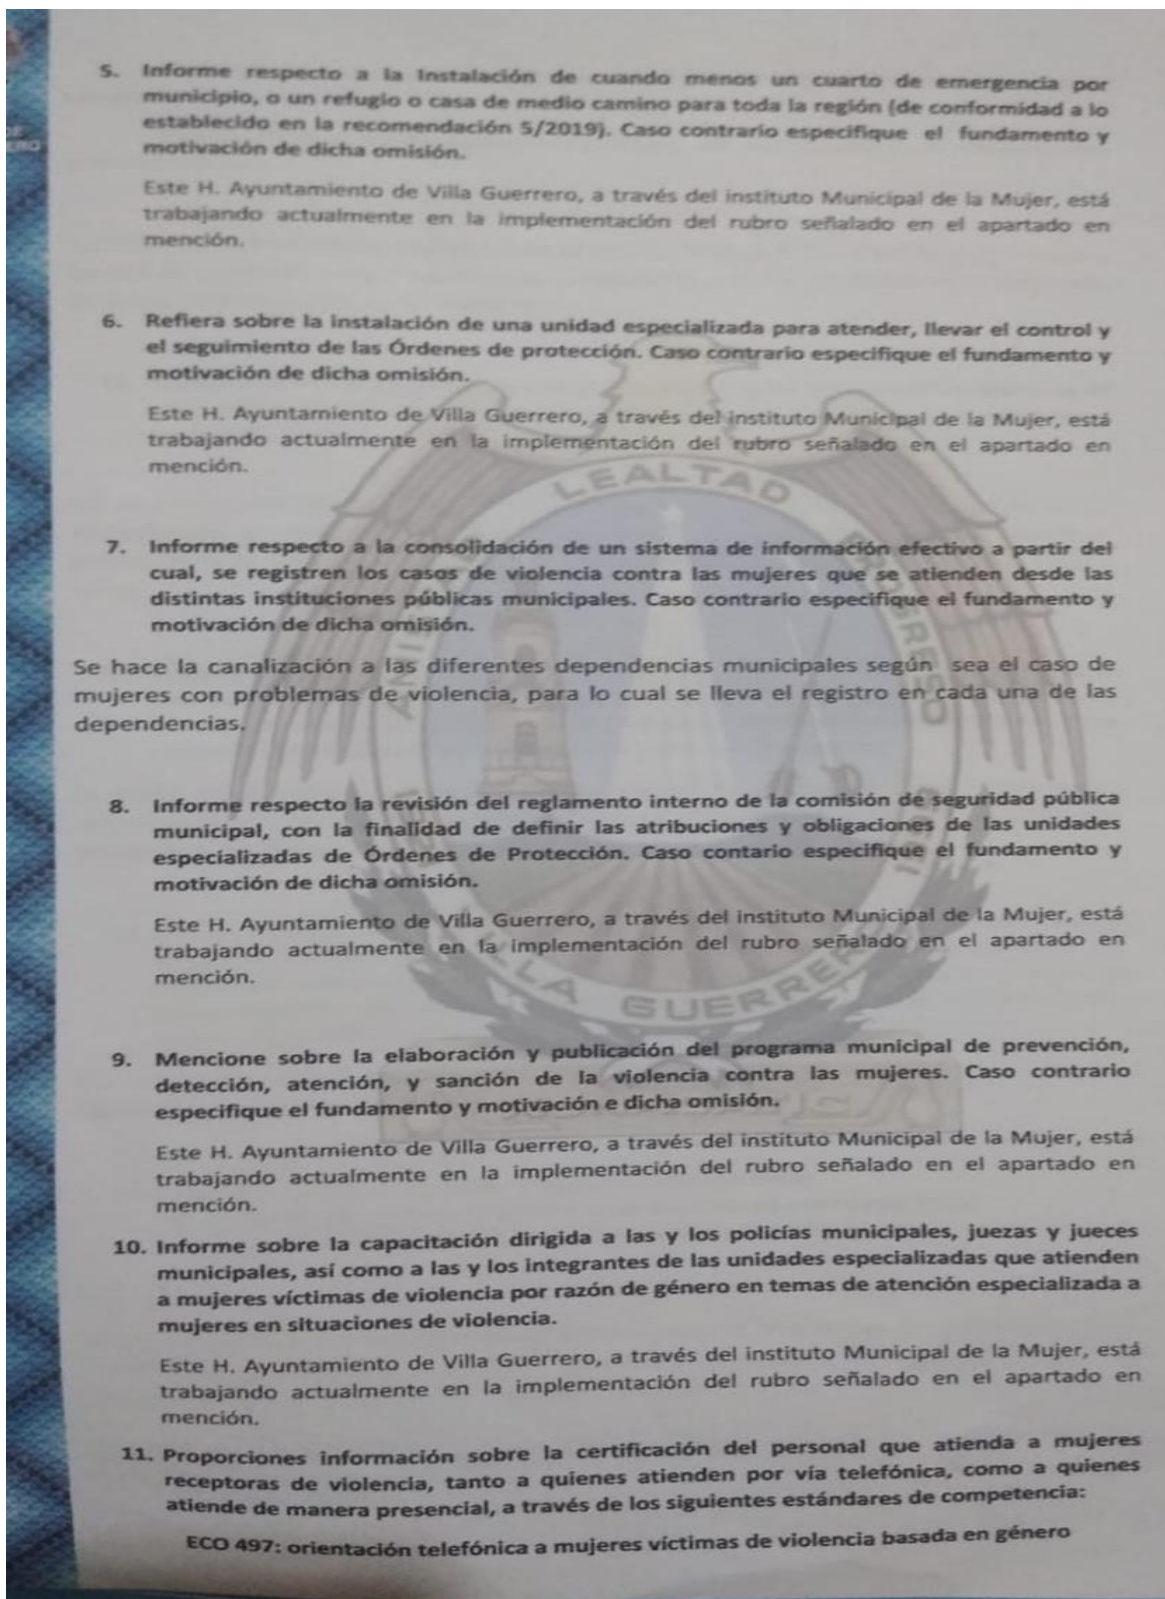 5. Informe respecto a la Instalación de cuando menos un cuarto de emergencia por
municipio, o un refugio o casa de medio camino para toda la región (de conformidad a lo
establecido en la recomendación 5/2019). Caso contrario especifique el fundamento y
motivación de dicha omisión.
Este H. Ayuntamiento de Villa Guerrero, a través del instituto Municipal de la Mujer, está
trabajando actualmente en la implementación del rubro señalado en el apartado en
mención.
6. Refiera sobre la instalación de una unidad especializada para atender, llevar el control y
el seguimiento de las Órdenes de protección. Caso contrario especifique el fundamento y
motivación de dicha omisión.
Este H. Ayuntamiento de Villa Guerrero, a través del instituto Municipal de la Mujer, está
trabajando actualmente en la implementación del rubro señalado en el apartado en
mención.
LEALTAD
PROGRESO
7. Informe respecto a la consolidación de un sistema de información efectivo a partir del
cual, se registren los casos de violencia contra las mujeres que se atienden desde las
distintas instituciones públicas municipales. Caso contrario especifique el fundamento y
motivación de dicha omisión.
Se hace la canalización a las diferentes dependencias municipales según sea el caso de
mujeres con problemas de violencia, para lo cual se lleva el registro en cada una de las
dependencias.
8. Informe respecto la revisión del reglamento interno de la comisión de seguridad pública
municipal, con la finalidad de definir las atribuciones y obligaciones de las unidades
especializadas de Órdenes de Protección. Caso contario especifique el fundamento y
motivación de dicha omisión.
Este H. Ayuntamiento de Villa Guerrero, a través del instituto Municipal de la Mujer, está
trabajando actualmente en la implementación del rubro señalado en el apartado en
mención.
LA GUERRERO
9. Mencione sobre la elaboración y publicación del programa municipal de prevención,
detección, atención, y sanción de la violencia contra las mujeres. Caso contrario
especifique el fundamento y motivación e dicha omisión.
Este H. Ayuntamiento de Villa Guerrero, a través del instituto Municipal de la Mujer, está
trabajando actualmente en la implementación del rubro señalado en el apartado en
mención.
10. Informe sobre la capacitación dirigida a las y los policías municipales, juezas y jueces
municipales, así como a las y los integrantes de las unidades especializadas que atienden
a mujeres víctimas de violencia por razón de género en temas de atención especializada a
mujeres en situaciones de violencia.
Este H. Ayuntamiento de Villa Guerrero, a través del instituto Municipal de la Mujer, está
trabajando actualmente en la implementación del rubro señalado en el apartado en
mención.
11. Proporciones información sobre la certificación del personal que atienda a mujeres
receptoras de violencia, tanto a quienes atienden por vía telefónica, como a quienes
atiende de manera presencial, a través de los siguientes estándares de competencia:
ECO 497: orientación telefónica a mujeres víctimas de violencia basada en género